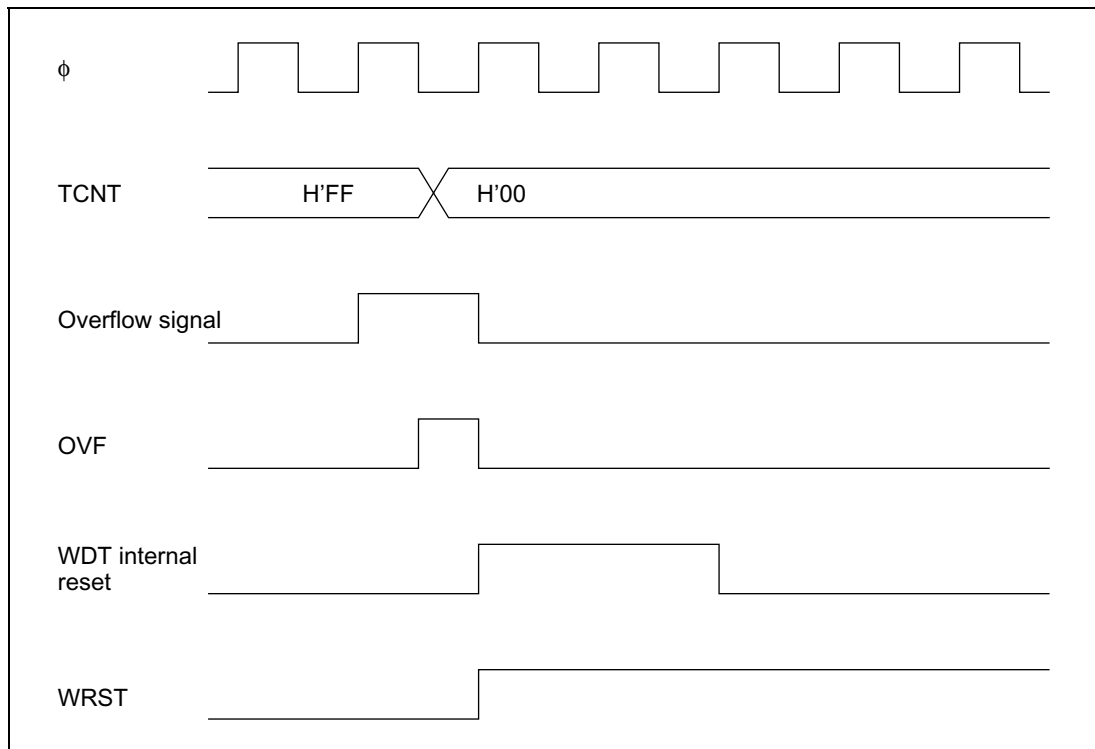 ϕ
TCNT
H’FF
H’00
Overflow signal
OVF
WDT internal
reset
WRST